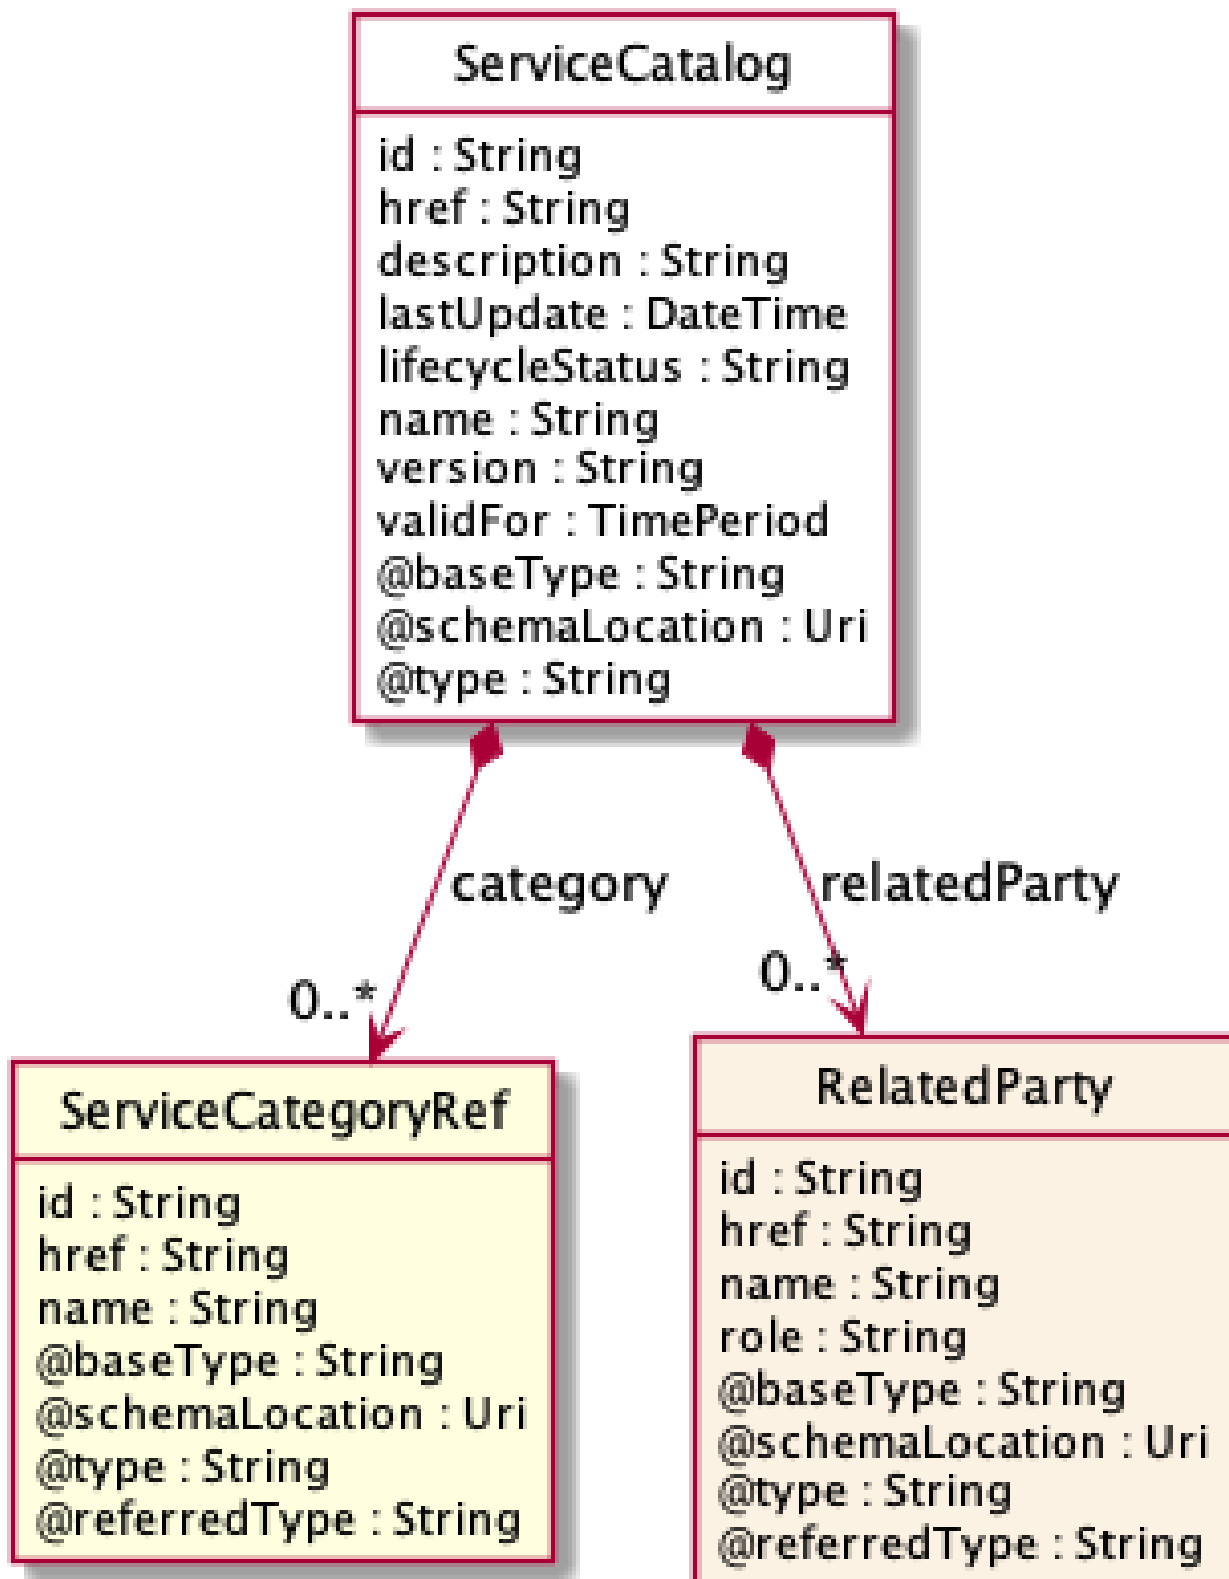 ServiceCatalog
id : String
href : String
description : String
lastUpdate : DateTime
lifecycleStatus : String
name : String
version : String
validFor : TimePeriod
@baseType : String
@schemaLocation : Uri
@type : String
category
relatedParty
0..*
0..*
ServiceCategoryRef
id : String
href : String
name : String
@baseType : String
@schemaLocation : Uri
@type : String
@referredType : String
RelatedParty
id : String
href : String
name : String
role : String
@baseType : String
@schemaLocation : Uri
@type : String
@referredType : String